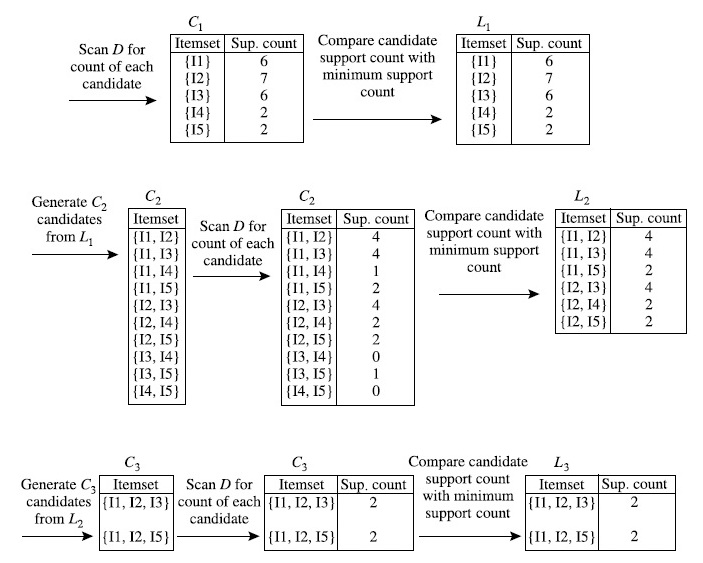 C1
L1
Scan D for
count of each
candidate
Itemset Sup. count
{I1} 6
{I2} 7
{I3} 6
{I4} 2
{I5} 2
Compare candidate
support count with
minimum support
count
Itemset Sup. count
{I1} 6
{I2} 7
{I3} 6
{I4} 2
{I5} 2
Generate C2
candidates
from L1
C2
Itemset
{I1, I2}
{I1, I3}
{I1, I4}
{I1, I5}
{I2, I3}
{I2, I4}
{I2, I5}
{I3, I4}
{I3, I5}
{I4, I5}
Scan D for
count of each
candidate
C2
Itemset Sup. count
{I1, I2} 4
{I1, I3} 4
{I1, I4} 1
{I1, I5} 2
{I2, I3} 4
{I2, I4} 2
{I2, I5} 2
{I3, I4} 0
{I3, I5} 1
{I4, I5} 0
Compare candidate
support count with
minimum support
count
L2
Itemset Sup. count
{I1, I2} 4
{I1, I3} 4
{I1, I5} 2
{I2, I3} 4
{I2, I4} 2
{I2, I5} 2
Generate C3
candidates
from L2
C3
Itemset
{I1, I2, I3}
{I1, I2, I5}
Scan D for
count of each
candidate
C3
Itemset Sup. count
{I1, I2, I3} 2
{I1, I2, I5} 2
Compare candidate
support count
with minimum
support count
L3
Itemset Sup. count
{I1, I2, I3} 2
{I1, I2, I5} 2